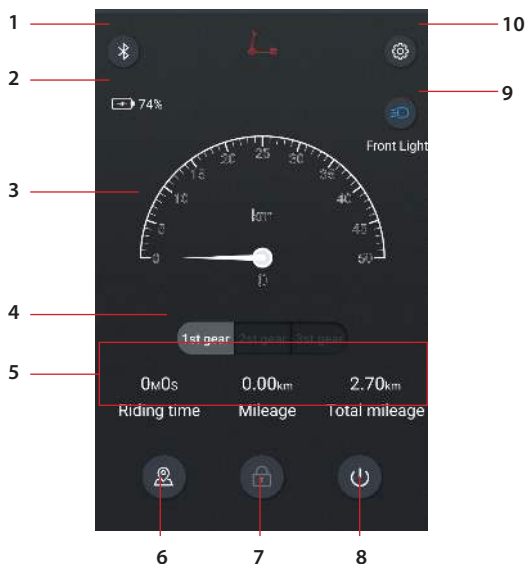 1
10
2
9
74%
Front Light
3
0 5 10 15 20 25 30 35 40 45 50
km
0
4
1st gear 2st gear 3st gear
5
0M0s 0.00km 2.70km
Riding time Mileage Total mileage
6 7 8